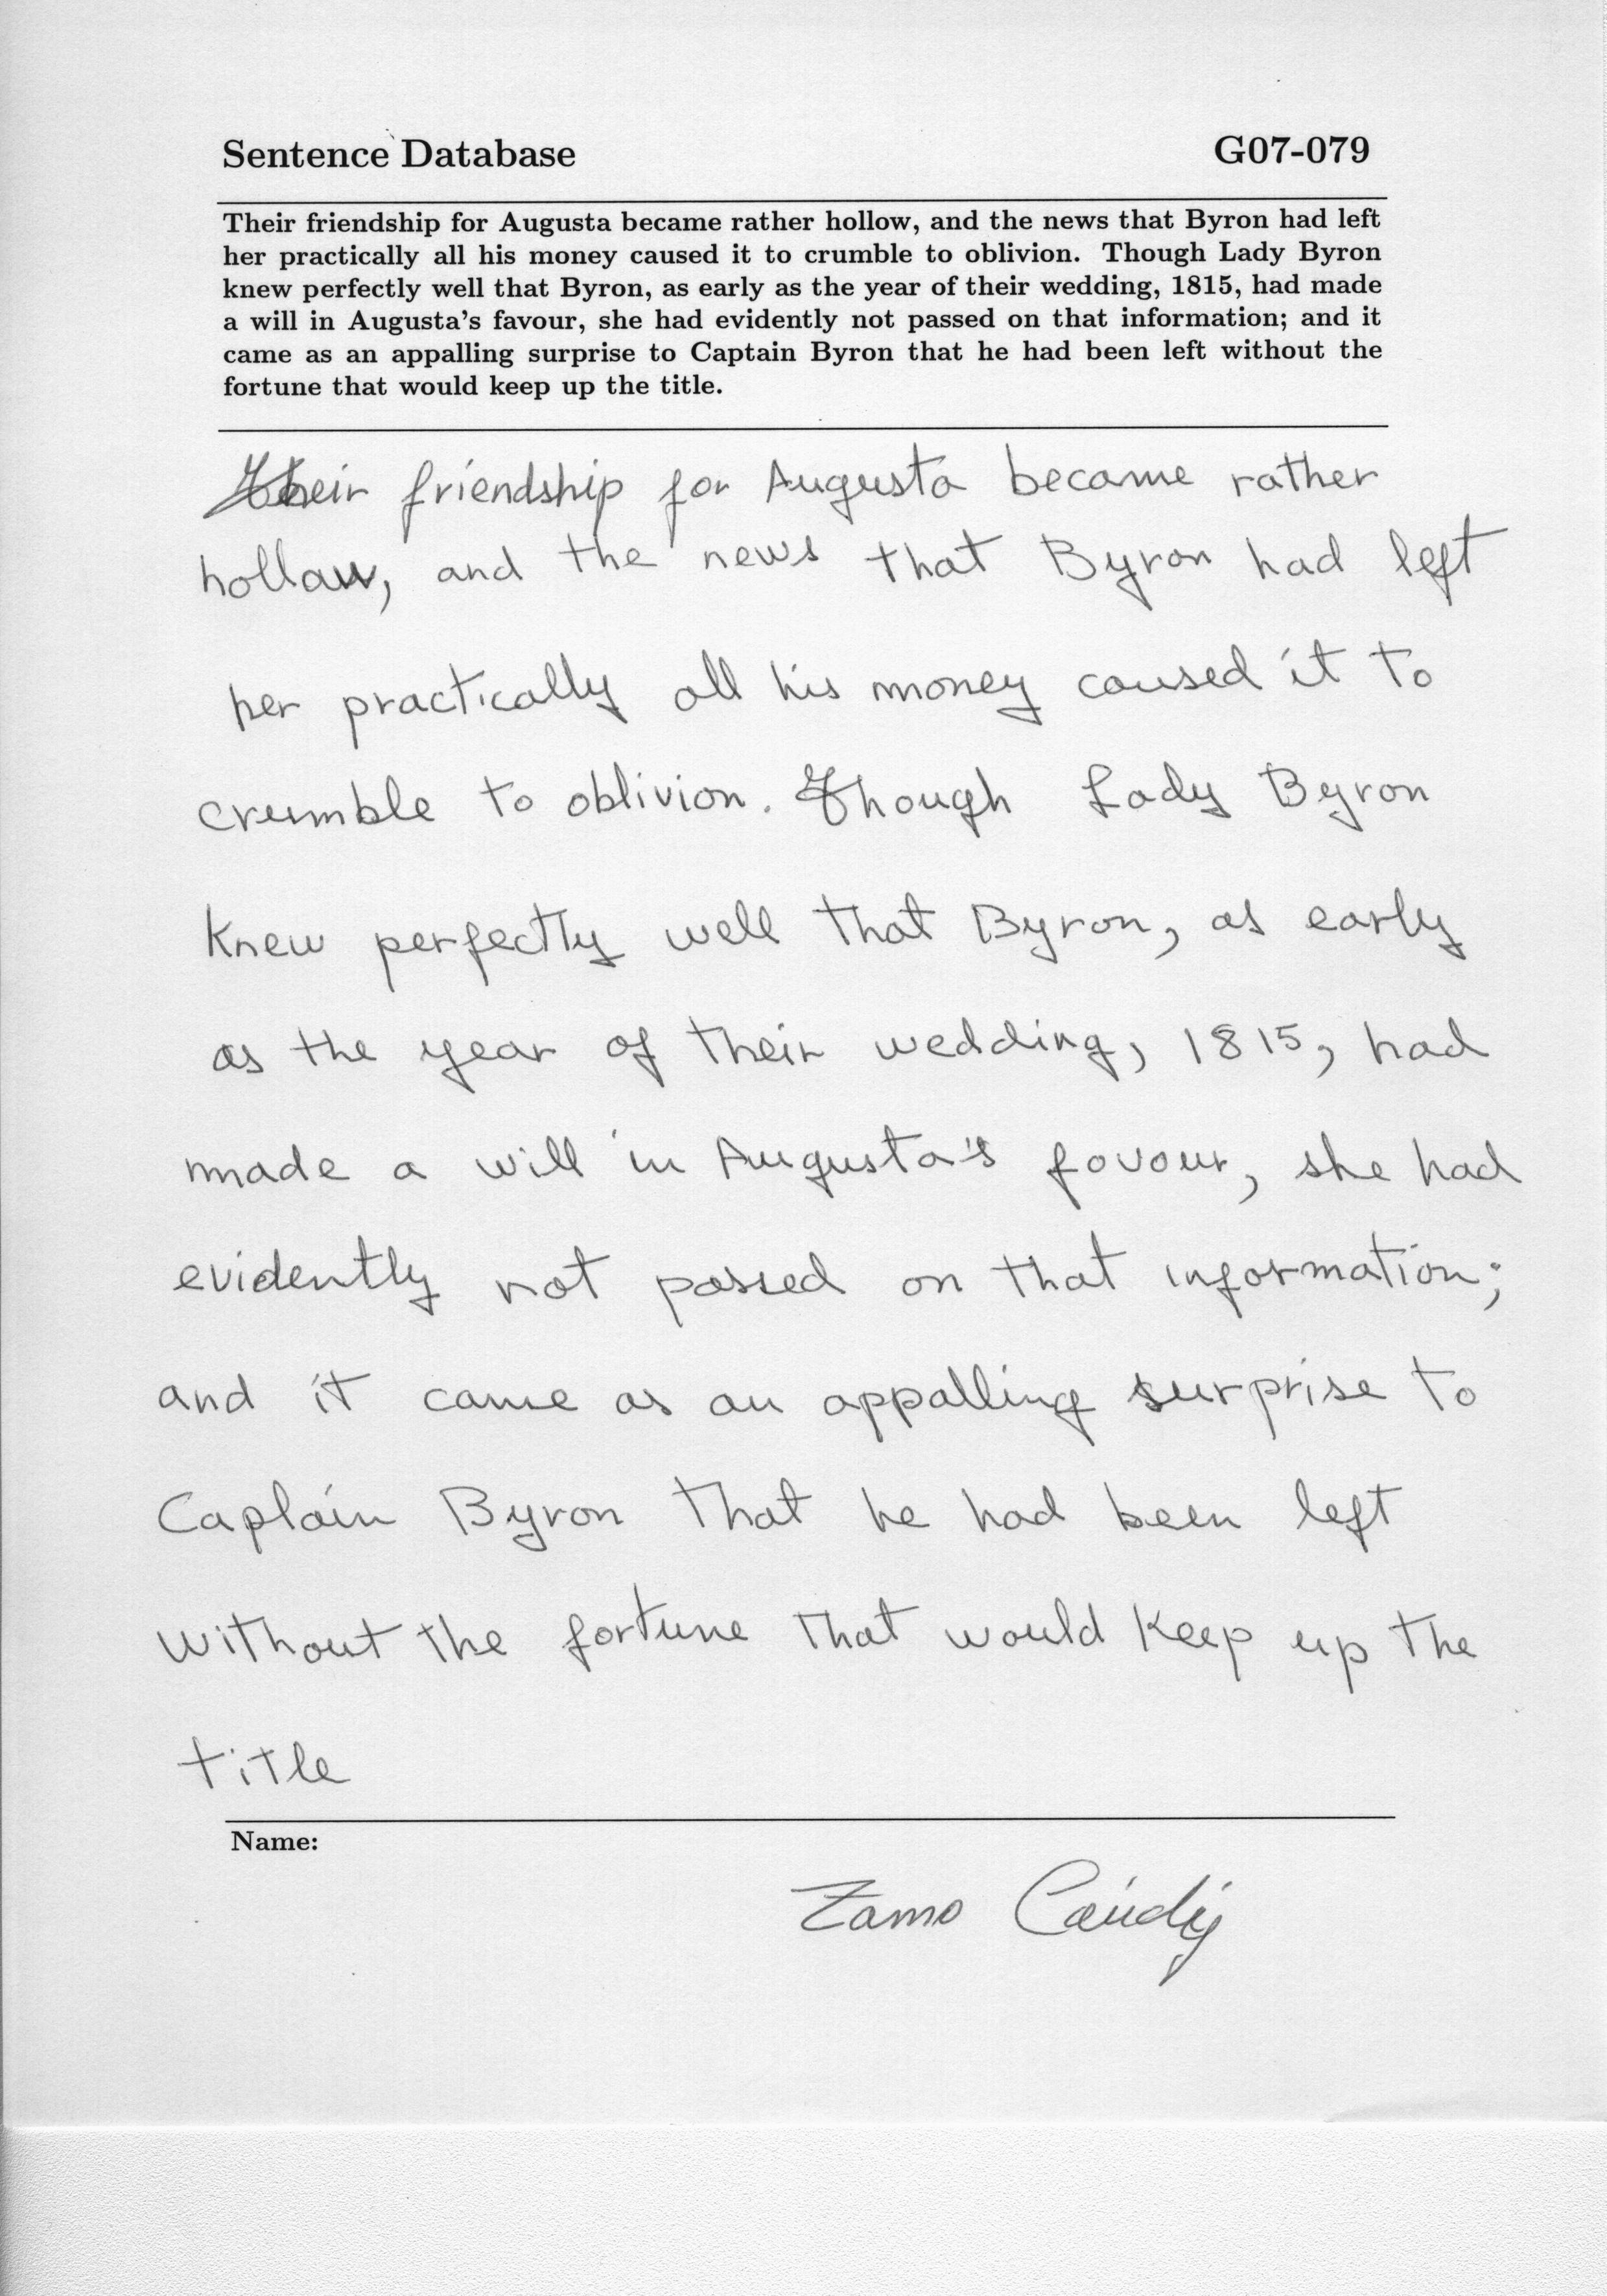 Sentence Database G07-079
Their friendship for Augusta became rather hollow, and the news that Byron had left
her practically all his money caused it to crumble to oblivion. Though Lady Byron
knew perfectly well that Byron, as early as the year of their wedding, 1815, had made
a will in Augusta's favour, she had evidently not passed on that information; and it
came as an appalling surprise to Captain Byron that he had been left without the
fortune that would keep up the title.
Their friendship for Augusta became rather
hollow, and the news that Byron had left
her practically all his money caused it to
crumble to oblivion. Though Lady Byron
knew perfectly well that Byron, as early
as the year of their wedding, 1815, had
made a will in Augusta's favour, she had
evidently not passed on that information;
and it came as an appalling surprise to
Captain Byron that he had been left
without the fortune that would keep up the
title
Name:
Zamo